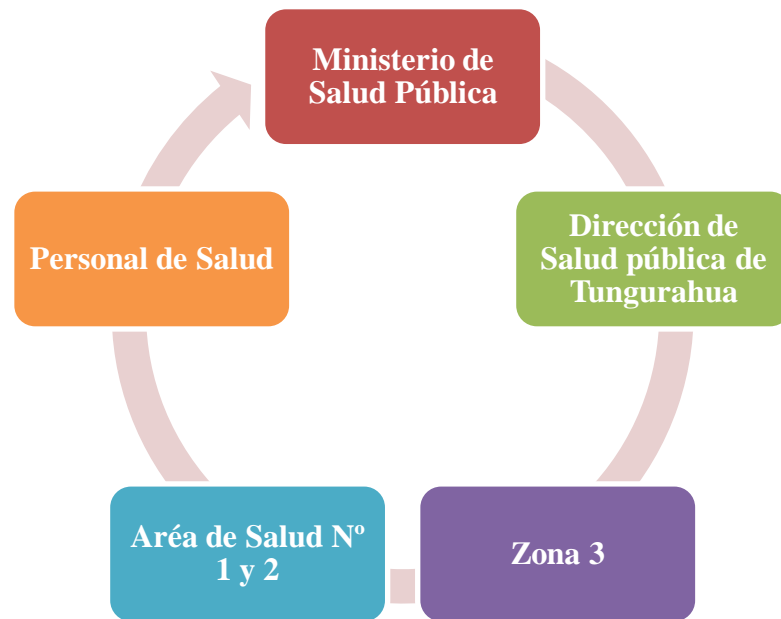 Ministerio de
Salud Pública
Dirección de
Salud pública de
Tungurahua
Zona 3
Aréa de Salud Nº
1 y 2
Personal de Salud